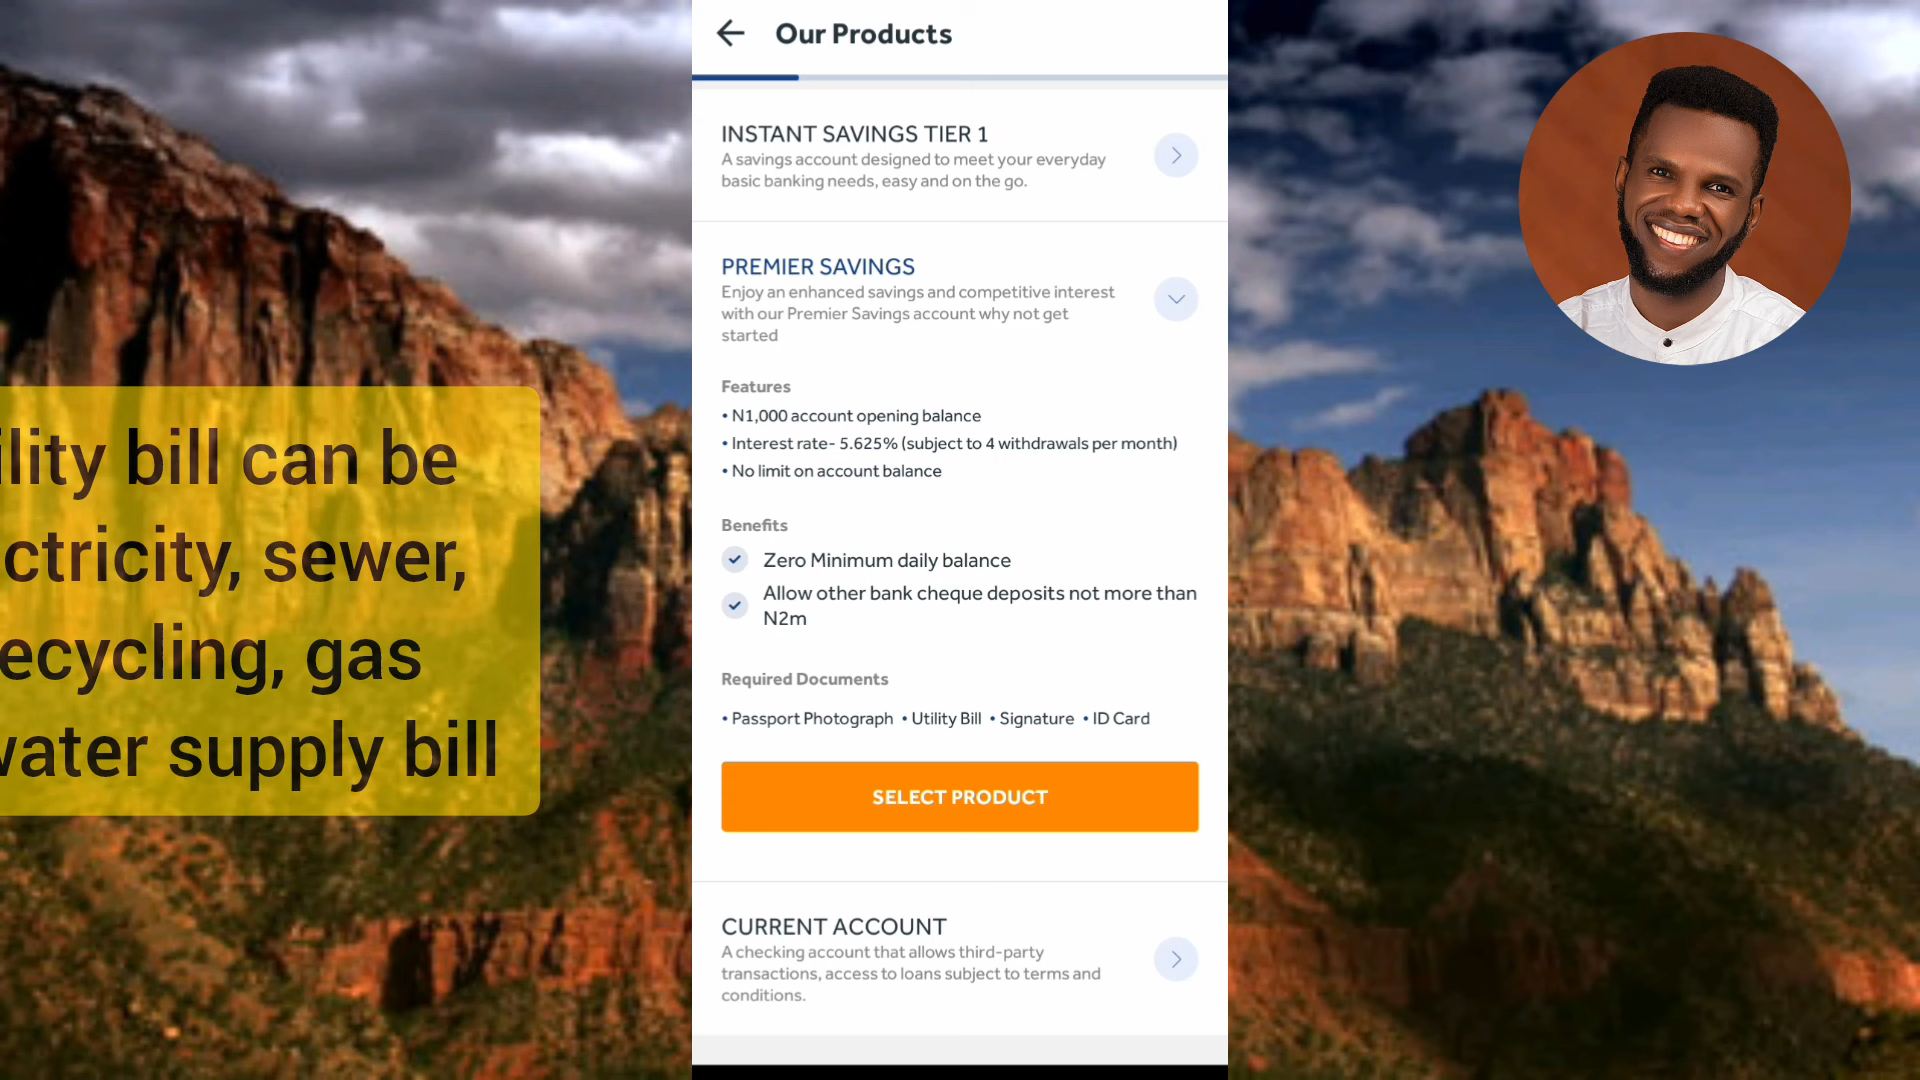 Our Products
INSTANT SAVINGS TIER 1
A savings account designed to meet your everyday
basic banking needs, easy and on the go.
PREMIER SAVINGS
Enjoy an enhanced savings and competitive interest
with our Premier Savings account why not get
started
Features
• N1,000 account opening balance
• Interest rate- 5.625% (subject to 4 withdrawals per month)
• No limit on account balance
Benefits
Zero Minimum daily balance
Allow other bank cheque deposits not more than
N2m
Required Documents
• Passport Photograph • Utility Bill • Signature • ID Card
SELECT PRODUCT
CURRENT ACCOUNT
A checking account that allows third-party
transactions, access to loans subject to terms and
conditions.
ility bill can be
ctricity, sewer,
ecycling, gas
water supply bill